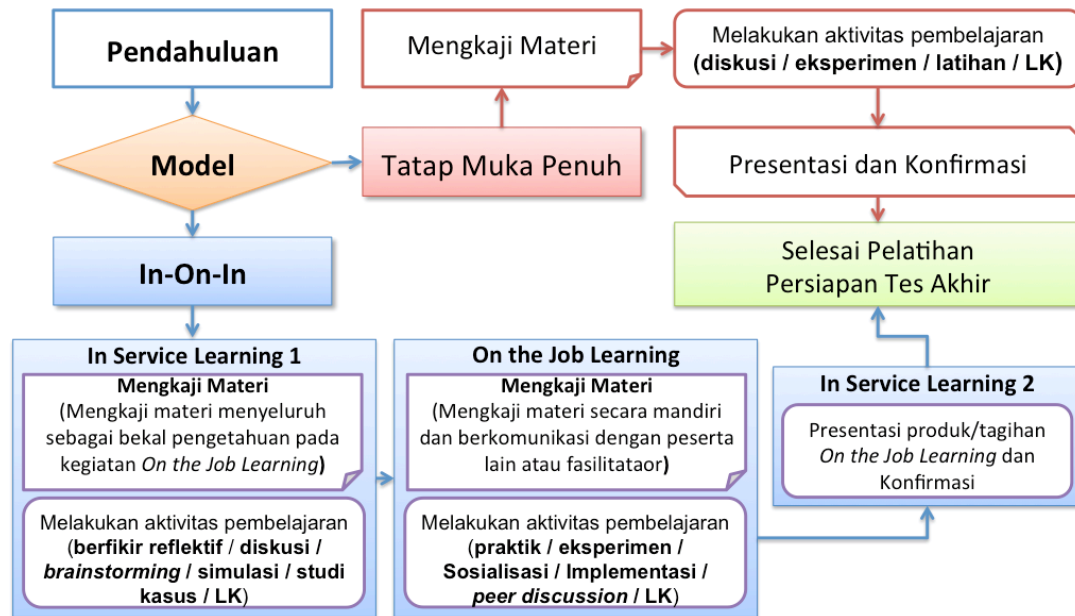 Pendahuluan
Model
Tatap Muka Penuh
Mengkaji Materi
Melakukan aktivitas pembelajaran
(diskusi / eksperimen / latihan / LK)
Presentasi dan Konfirmasi
Selesai Pelatihan
Persiapan Tes Akhir
In-On-In
In Service Learning 1
Mengkaji Materi
(Mengkaji materi menyeluruh
sebagai bekal pengetahuan pada
kegiatan On the Job Learning)
Melakukan aktivitas pembelajaran
(berfikir reflektif / diskusi /
brainstorming / simulasi / studi
kasus / LK)
On the Job Learning
Mengkaji Materi
(Mengkaji materi secara mandiri
dan berkomunikasi dengan peserta
lain atau fasilitataor)
Melakukan aktivitas pembelajaran
(praktik / eksperimen /
Sosialisasi / Implementasi /
peer discussion / LK)
In Service Learning 2
Presentasi produk/tagihan
On the Job Learning dan
Konfirmasi